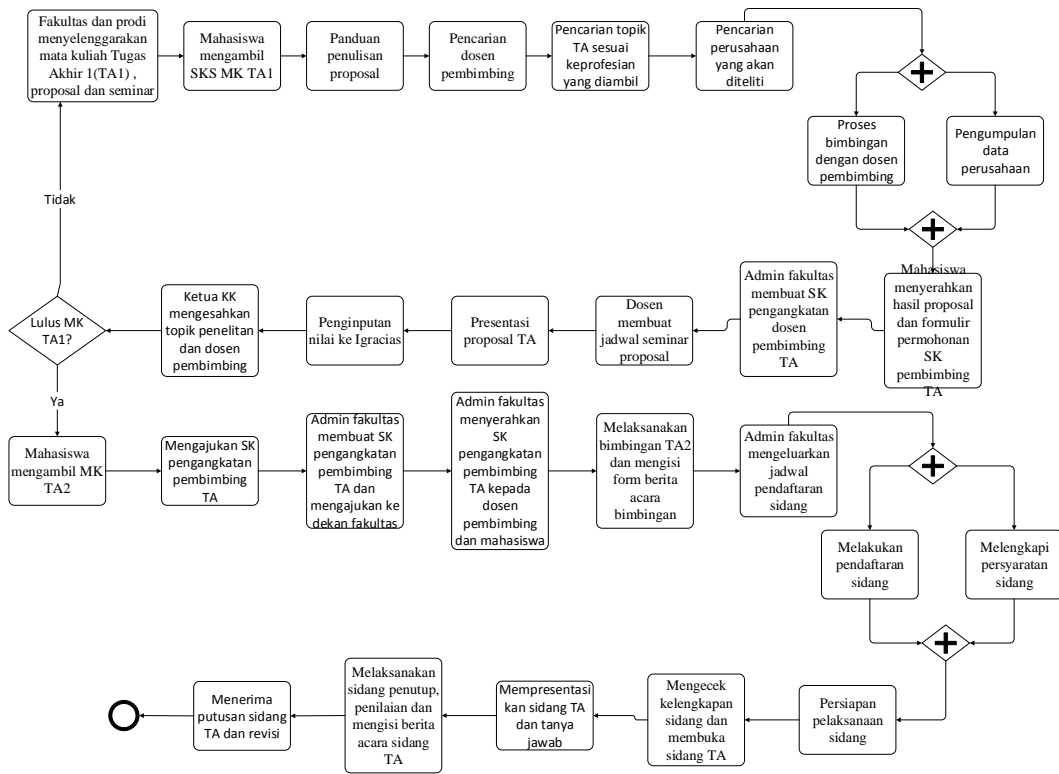 Fakultas dan prodi
menyelenggarakan
mata kuliah Tugas
Akhir 1(TA1) ,
proposal dan seminar
Mahasiswa
mengambil
SKS MK TA1
Panduan
penulisan
proposal
Pencarian
dosen
pembimbing
Pencarian topik
TA sesuai
keprofesian
yang diambil
Pencarian
perusahaan
yang akan
diteliti
Proses
bimbingan
dengan dosen
pembimbing
Pengumpulan
data
perusahaan
Tidak
Mahasiswa
menyerahkan
hasil proposal
dan formulir
permohonan
SK
pembimbing
TA
Admin fakultas
membuat SK
pengangkatan
dosen
pembimbing
TA
Dosen
membuat
jadwal seminar
proposal
Presentasi
proposal TA
Penginputan
nilai ke Igracias
Ketua KK
mengesahkan
topik penelitan
dan dosen
pembimbing
Lulus MK
TA1?
Ya
Mahasiswa
mengambil MK
TA2
Mengajukan SK
pengangkatan
pembimbing
TA
Admin fakultas
membuat SK
pengangkatan
pembimbing
TA dan
mengajukan ke
dekan fakultas
Admin fakultas
menyerahkan
SK
pengangkatan
pembimbing
TA kepada
dosen
pembimbing
dan mahasiswa
Melaksanakan
bimbingan TA2
dan mengisi
form berita
acara
bimbingan
Admin fakultas
mengeluarkan
jadwal
pendaftaran
sidang
Melakukan
pendaftaran
sidang
Melengkapi
persyaratan
sidang
Persiapan
pelaksanaan
sidang
Mengecek
kelengkapan
sidang dan
membuka
sidang TA
Mempresentasi
kan sidang TA
dan tanya
jawab
Melaksanakan
sidang penutup,
penilaian dan
mengisi berita
acara sidang
TA
Menerima
putusan sidang
TA dan revisi